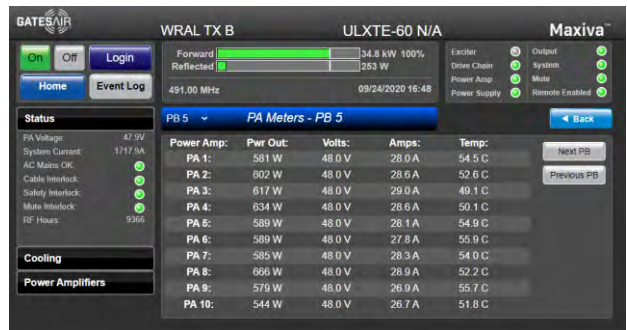 GATESAIR WRAL TX B ULXTE-60 N/A Maxiva™
On Off Login
Home Event Log
Forward 34.8 kW 100%
Reflected 253 W
491.00 MHz 09/24/2020 16:48
Exciter Output
Drive Chain System
Power Amp Mute
Power Supply Remote Enabled
Status
PA Voltage: 47.9V
System Current: 1717.9A
AC Mains OK:
Cable Interlock:
Safety Interlock:
Mute Interlock:
RF Hours: 9366
Cooling
Power Amplifiers
PB 5 PA Meters - PB 5 Back
Power Amp: Pwr Out: Volts: Amps: Temp:
PA 1: 581 W 48.0 V 28.0 A 54.5 C
PA 2: 602 W 48.0 V 28.6 A 52.6 C
PA 3: 617 W 48.0 V 29.0 A 49.1 C
PA 4: 634 W 48.0 V 28.6 A 50.1 C
PA 5: 589 W 48.0 V 28.1 A 54.9 C
PA 6: 589 W 48.0 V 27.8 A 55.9 C
PA 7: 585 W 48.0 V 28.3 A 54.0 C
PA 8: 666 W 48.0 V 28.9 A 52.2 C
PA 9: 579 W 48.0 V 26.9 A 55.7 C
PA 10: 544 W 48.0 V 26.7 A 51.8 C
Next PB
Previous PB